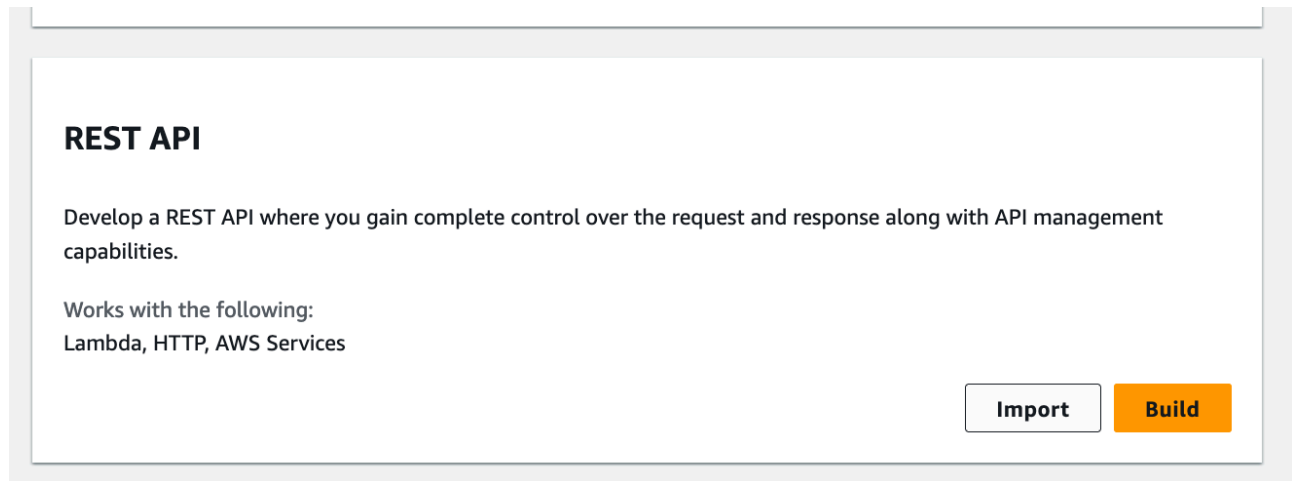 REST API
Develop a REST API where you gain complete control over the request and response along with API management
capabilities.
Works with the following:
Lambda, HTTP, AWS Services
Import
Build